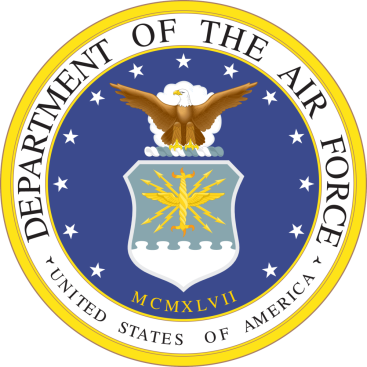 DEPARTMENT OF THE AIR FORCE
MCMXLVII
UNITED STATES OF AMERICA